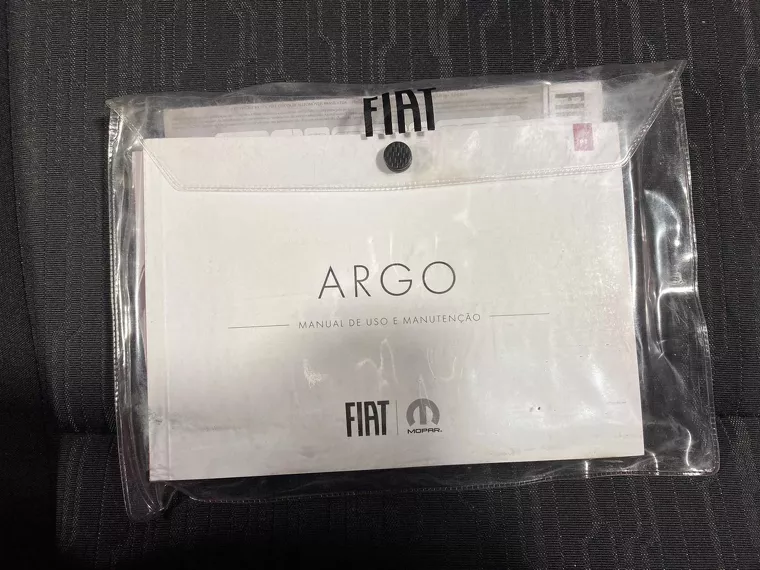 FIAT
ARGO
MANUAL DE USO E MANUTENÇÃO
FIAT
MOPAR.